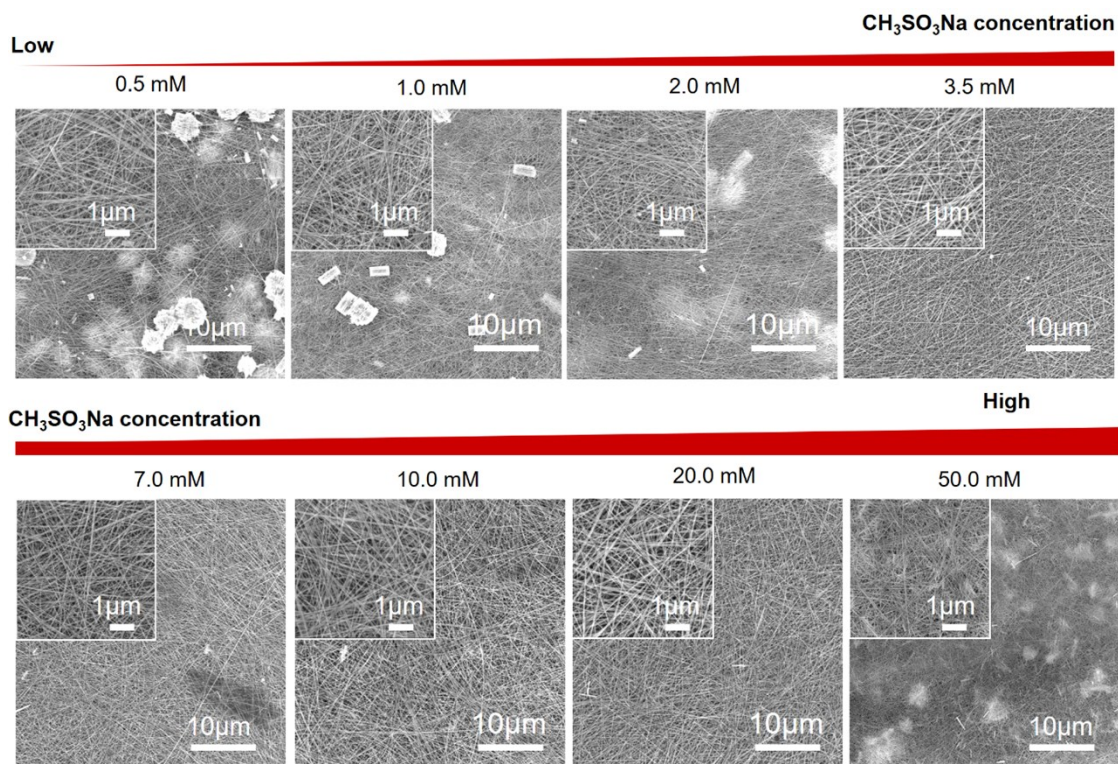 CH₃SO₃Na concentration
Low
0.5 mM 1.0 mM 2.0 mM 3.5 mM
1μm 1μm 1μm 1μm
10μm 10μm 10μm 10μm
High
CH₃SO₃Na concentration
7.0 mM 10.0 mM 20.0 mM 50.0 mM
1μm 1μm 1μm 1μm
10μm 10μm 10μm 10μm